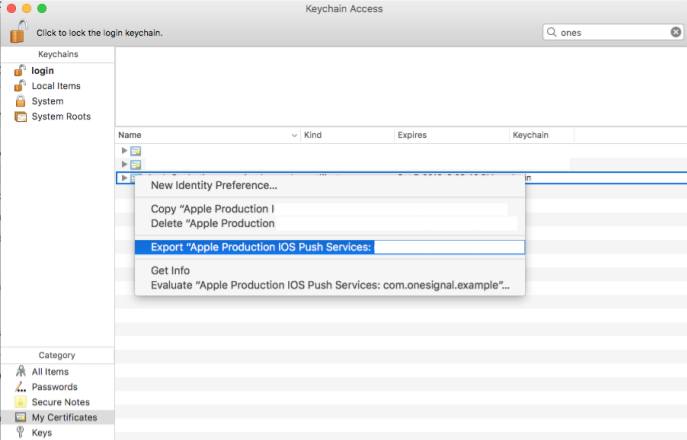 Keychain Access
Click to lock the login keychain.
ones
Keychains
login
Local Items
System
System Roots
Name Kind Expires Keychain
New Identity Preference...
Copy “Apple Production I
Delete “Apple Production
Export “Apple Production IOS Push Services:
Get Info
Evaluate “Apple Production IOS Push Services: com.onesignal.example”...
Category
All Items
Passwords
Secure Notes
My Certificates
Keys